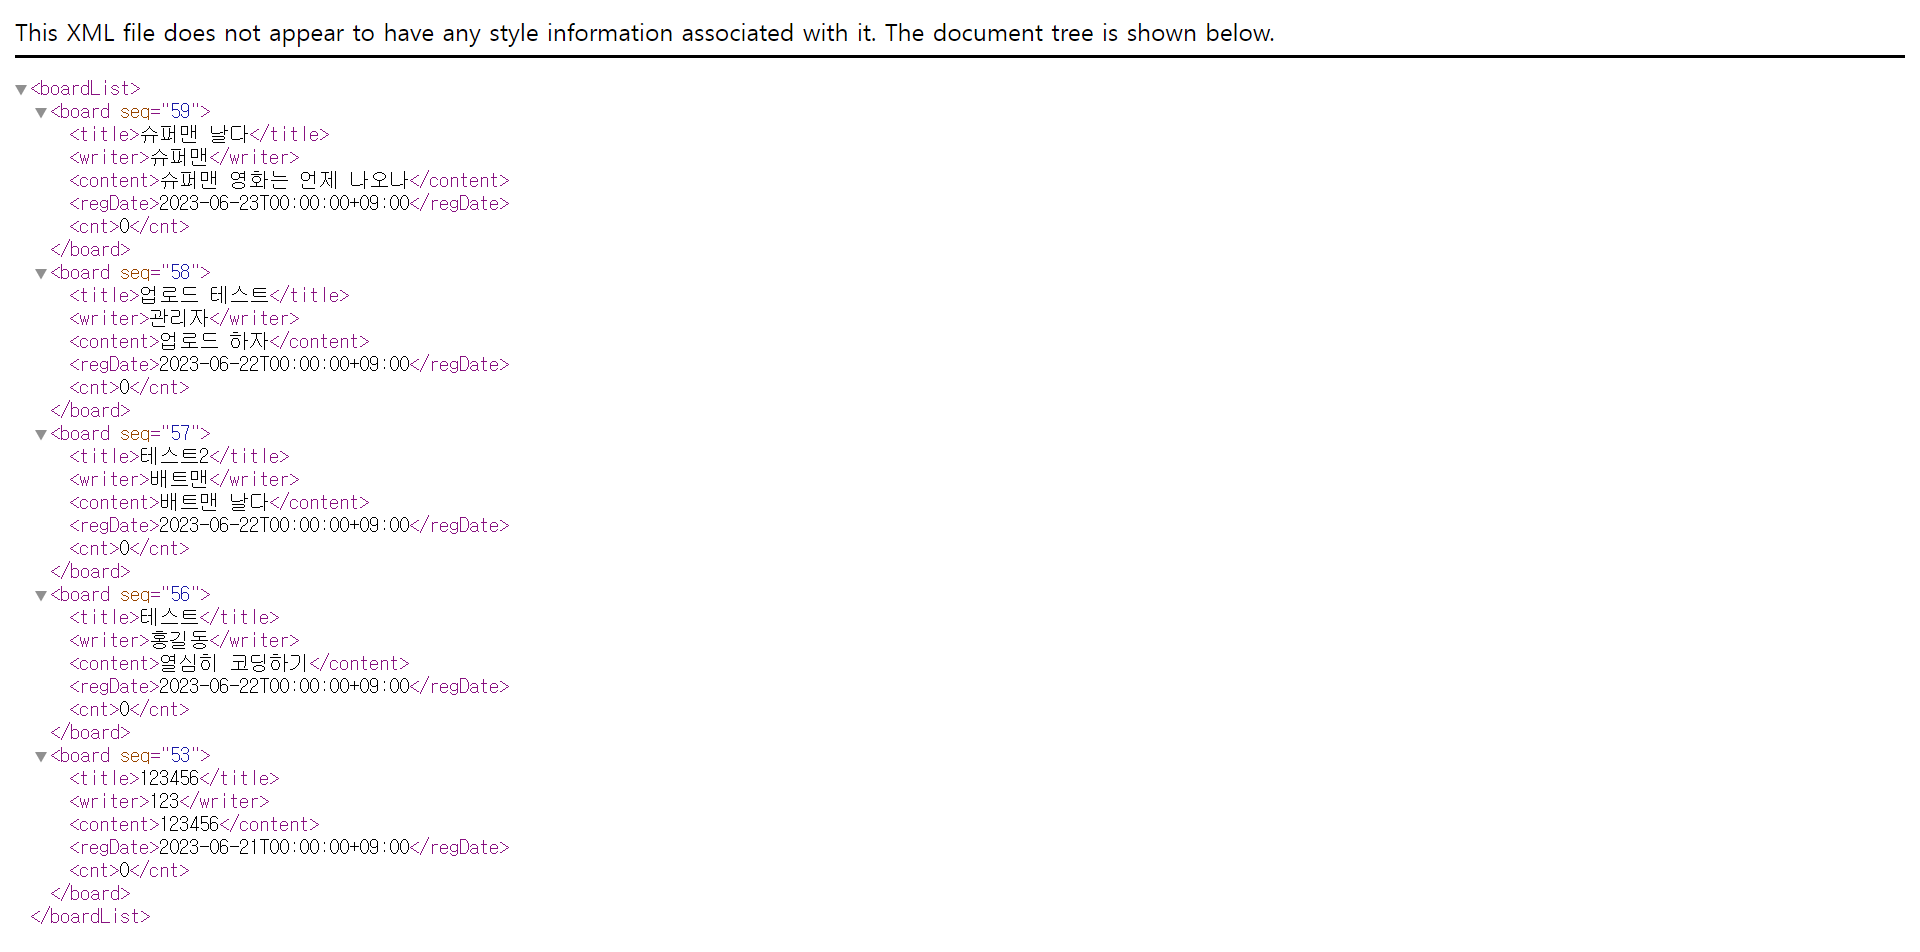 This XML file does not appear to have any style information associated with it. The document tree is shown below.
▼<boardList>
▼<board seq="59">
<title>슈퍼맨 날다</title>
<writer>슈퍼맨</writer>
<content>슈퍼맨 영화는 언제 나오나</content>
<regDate>2023-06-23T00:00:00+09:00</regDate>
<cnt>0</cnt>
</board>
▼<board seq="58">
<title>업로드 테스트</title>
<writer>관리자</writer>
<content>업로드 하자</content>
<regDate>2023-06-22T00:00:00+09:00</regDate>
<cnt>0</cnt>
</board>
▼<board seq="57">
<title>테스트2</title>
<writer>배트맨</writer>
<content>배트맨 날다</content>
<regDate>2023-06-22T00:00:00+09:00</regDate>
<cnt>0</cnt>
</board>
▼<board seq="56">
<title>테스트</title>
<writer>홍길동</writer>
<content>열심히 코딩하기</content>
<regDate>2023-06-22T00:00:00+09:00</regDate>
<cnt>0</cnt>
</board>
▼<board seq="53">
<title>123456</title>
<writer>123</writer>
<content>123456</content>
<regDate>2023-06-21T00:00:00+09:00</regDate>
<cnt>0</cnt>
</board>
</boardList>